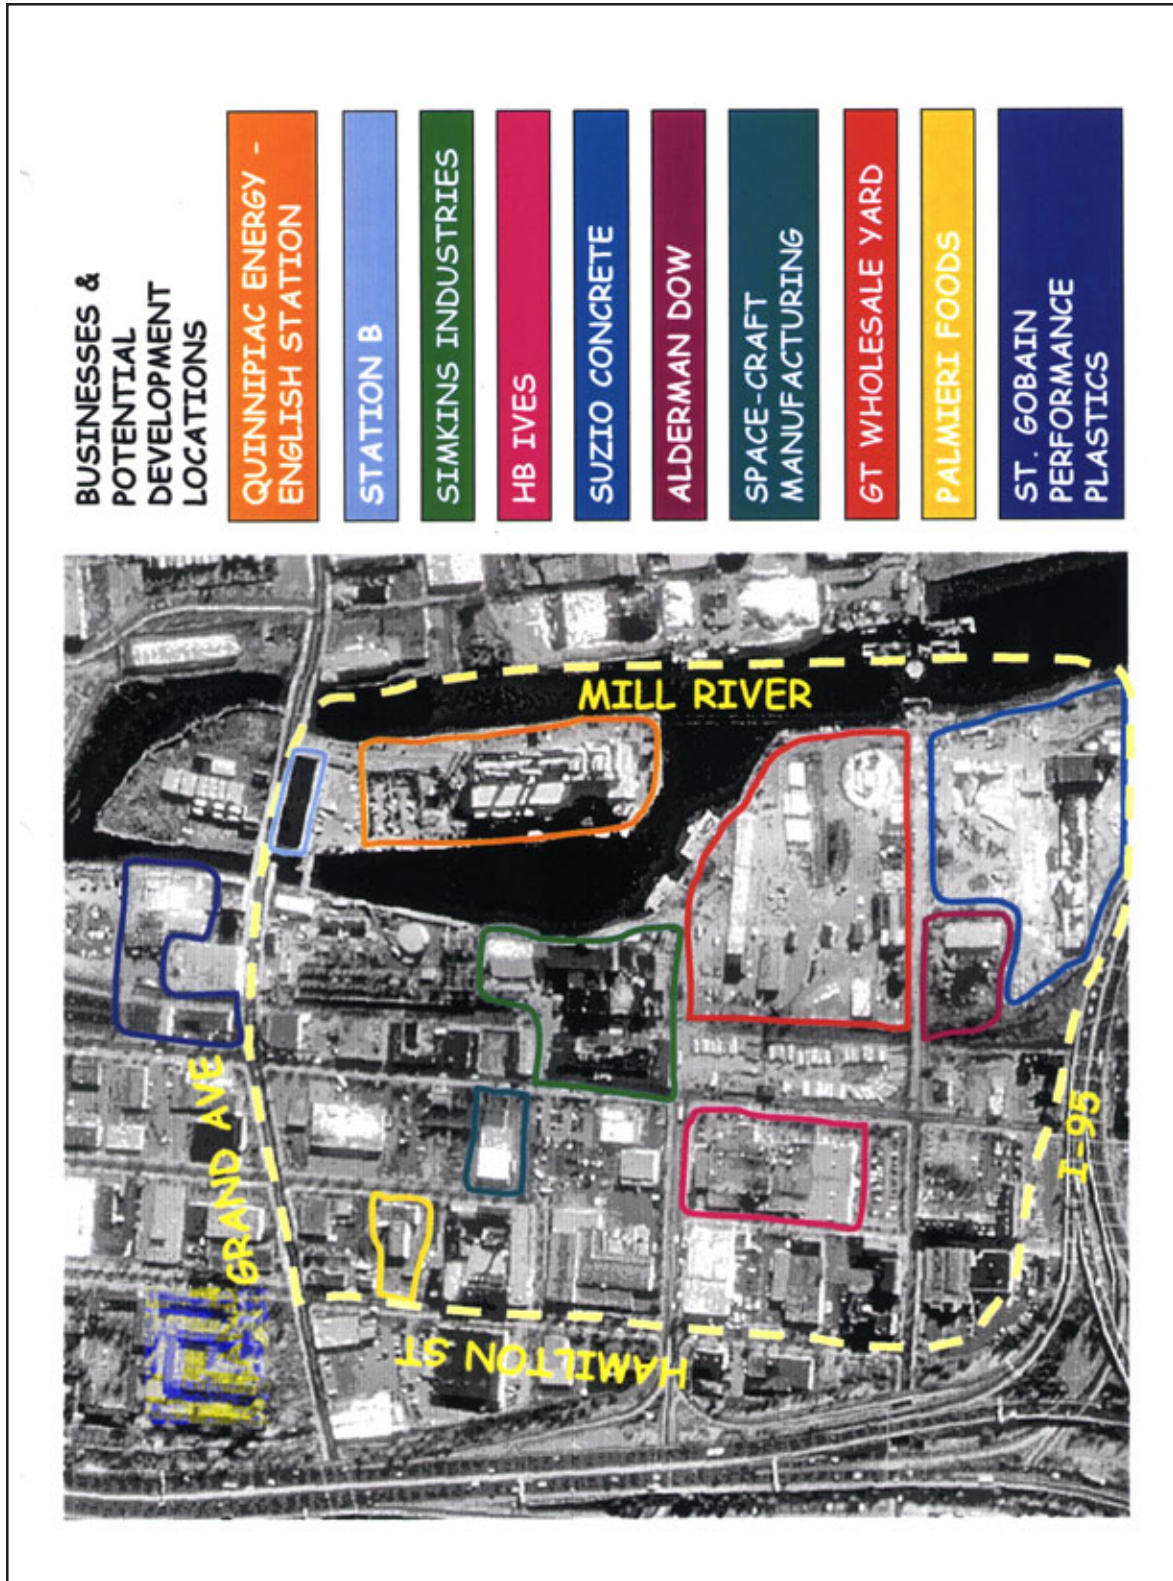 BUSINESSES &
POTENTIAL
DEVELOPMENT
LOCATIONS
QUINNIPIAC ENERGY -
ENGLISH STATION
STATION B
SIMKINS INDUSTRIES
HB IVES
SUZIO CONCRETE
ALDERMAN DOW
SPACE-CRAFT
MANUFACTURING
GT WHOLESALE YARD
PALMIERI FOODS
ST. GOBAIN
PERFORMANCE
PLASTICS
MILL RIVER
GRAND AVE
HAMILTON ST
I-95